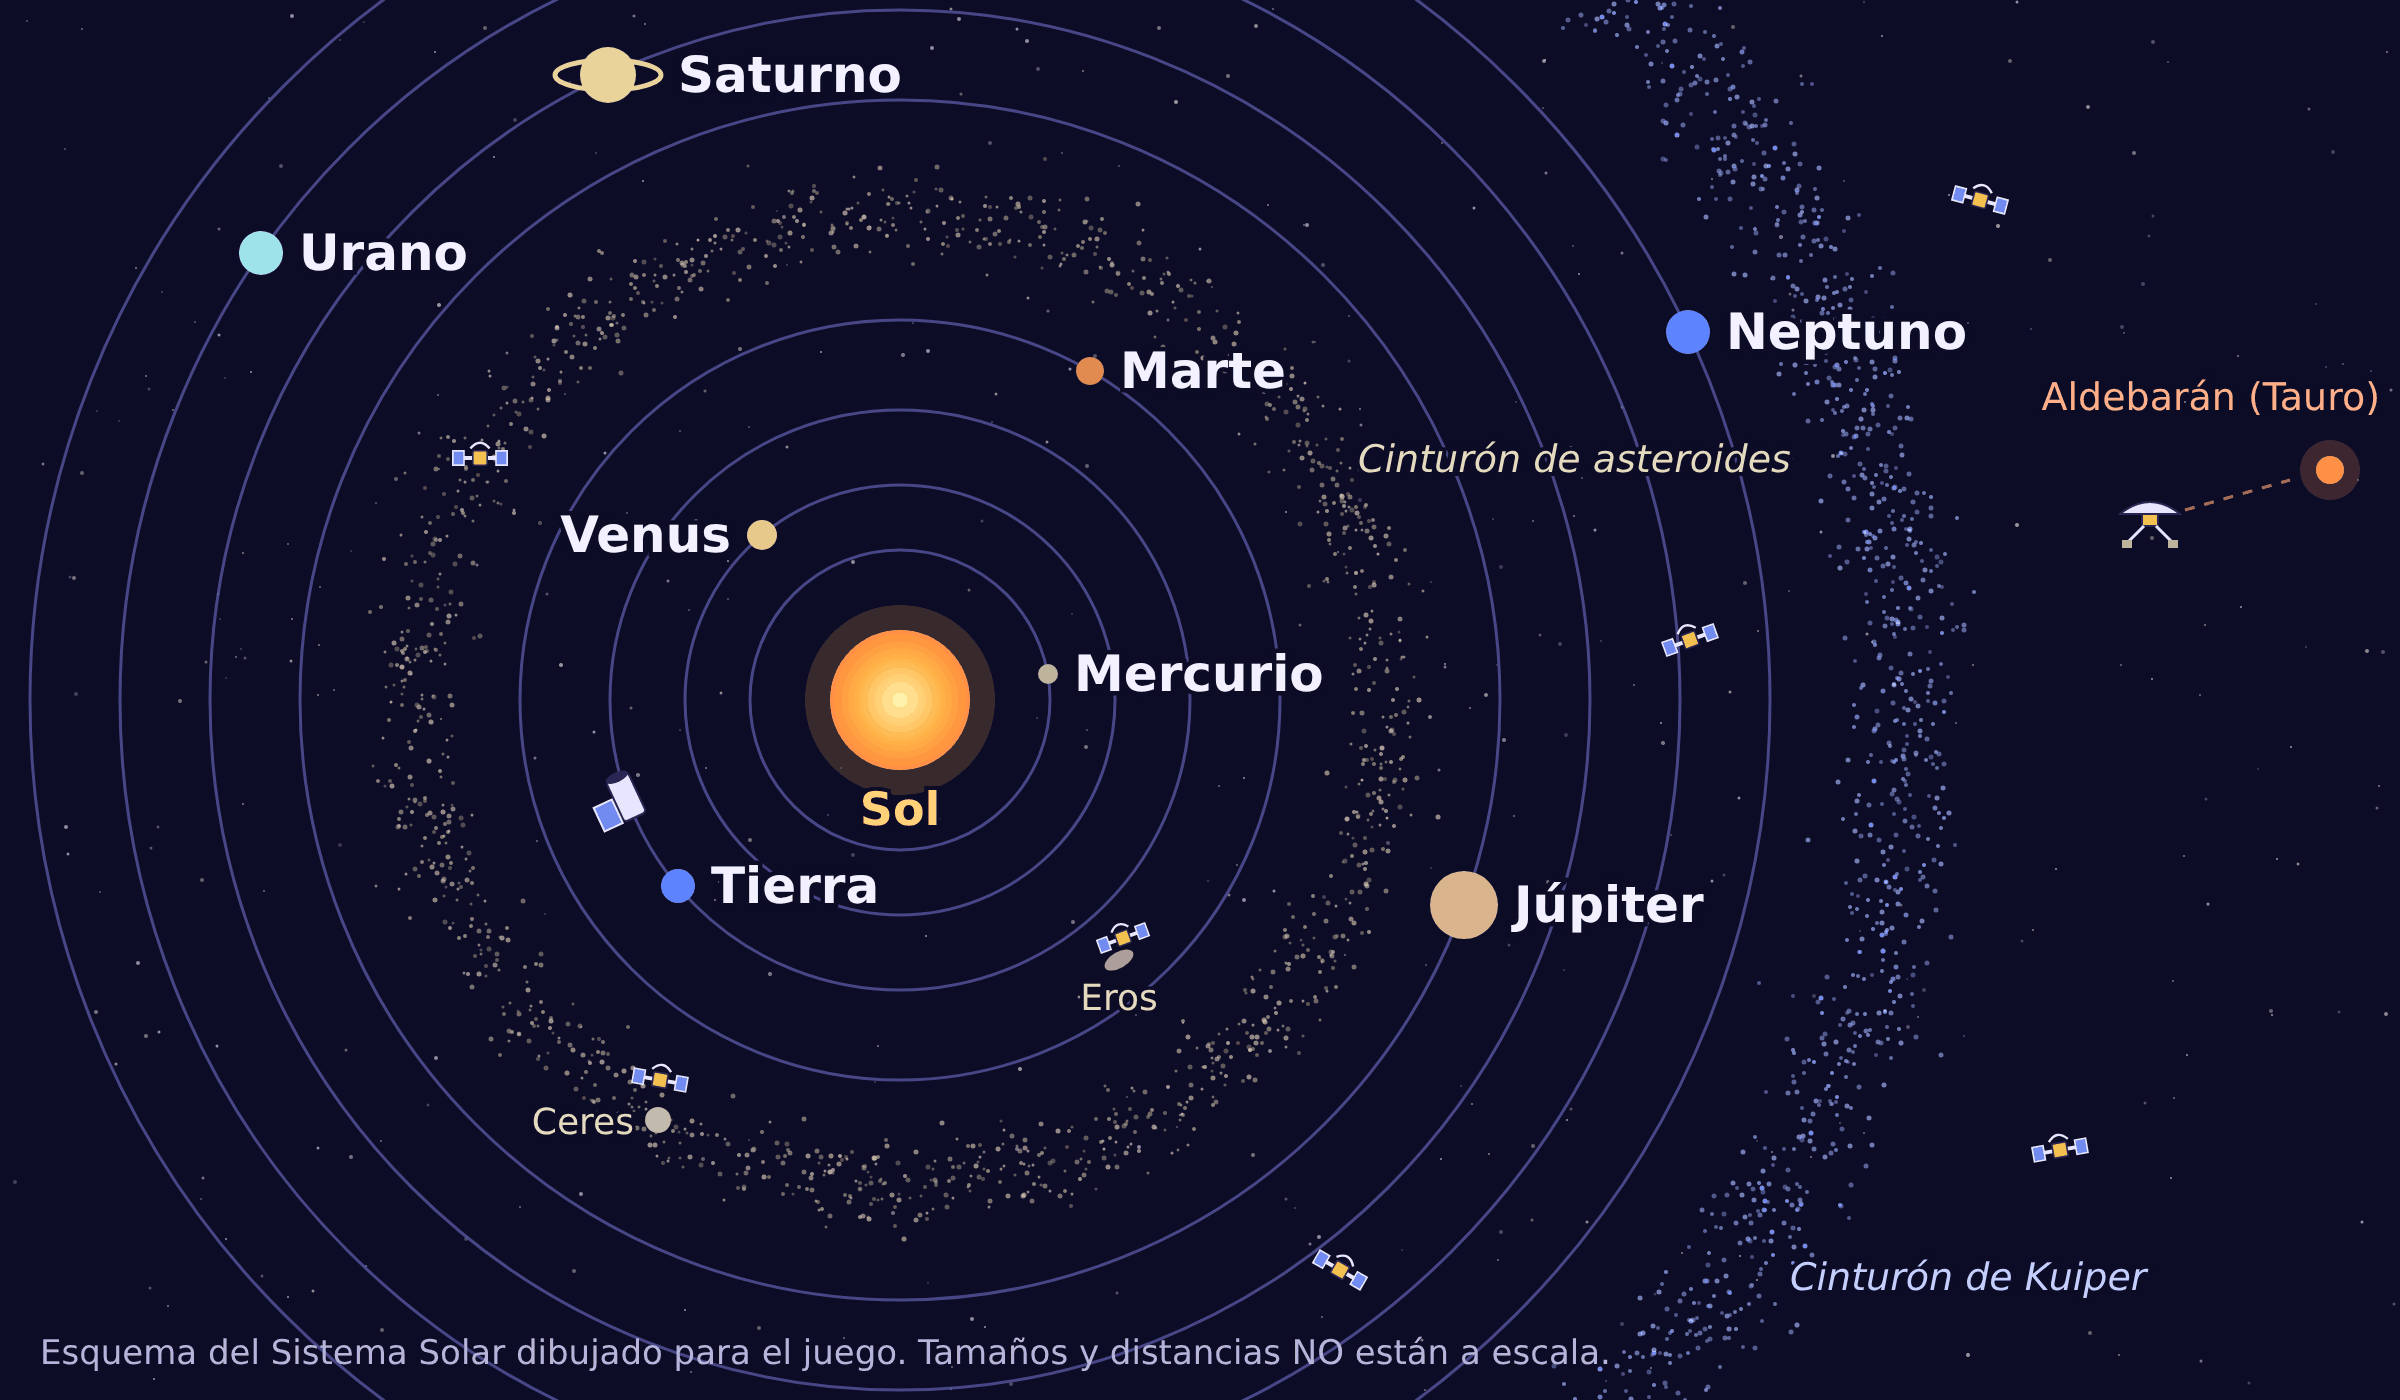 Saturno
Urano
Neptuno
Marte
Aldebarán (Tauro)
Cinturón de asteroides
Venus
Mercurio
Sol
Tierra
Júpiter
Eros
Ceres
Cinturón de Kuiper
Esquema del Sistema Solar dibujado para el juego. Tamaños y distancias NO están a escala.